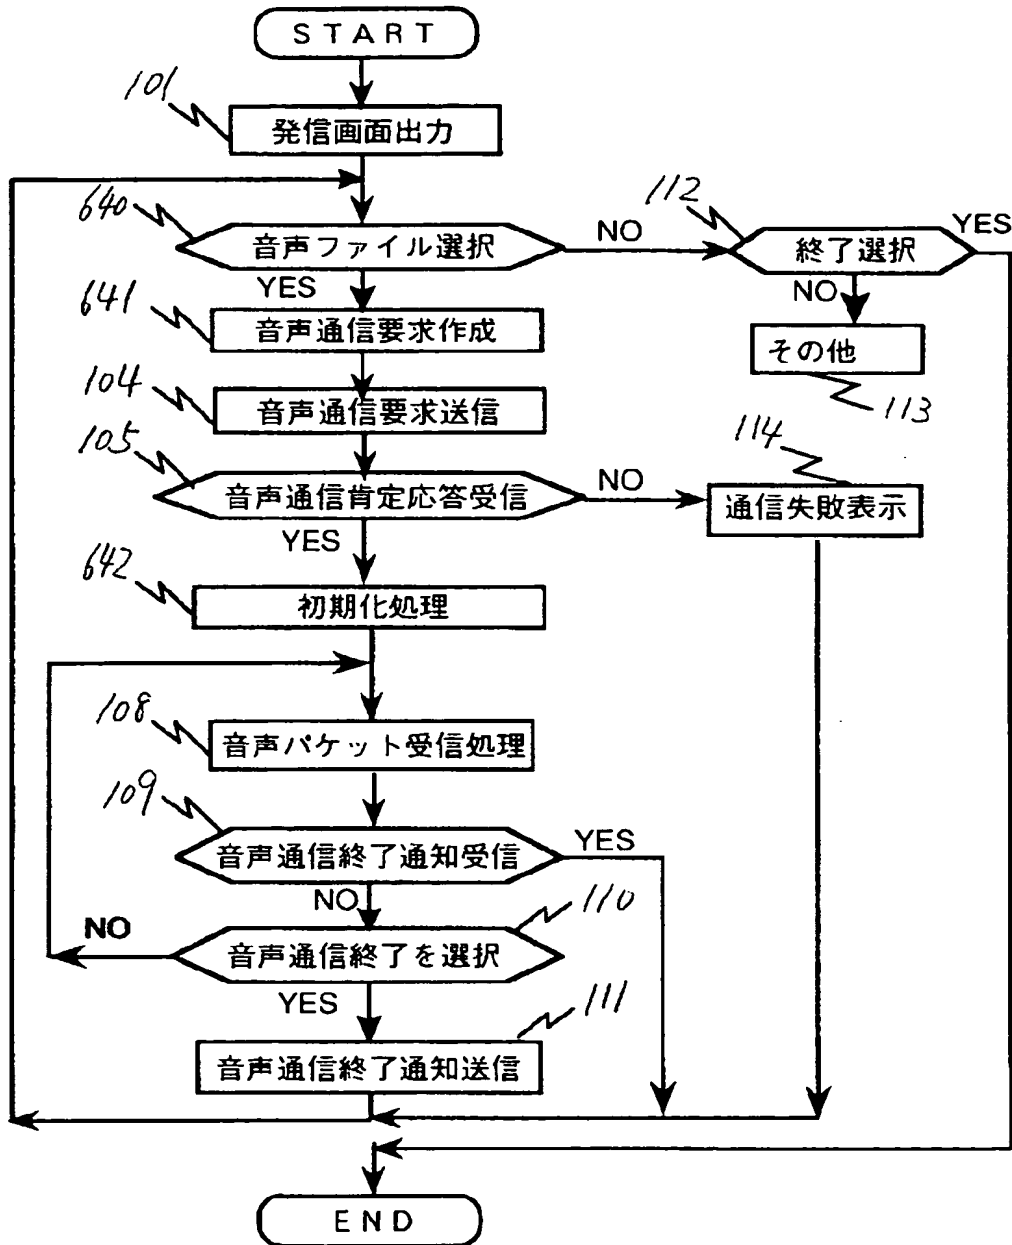 START
101
発信画面出力
640
音声ファイル選択
NO
112
終了選択
YES
YES
NO
641
音声通信要求作成
その他
113
104
音声通信要求送信
105
音声通信肯定応答受信
NO
114
通信失敗表示
YES
642
初期化処理
108
音声パケット受信処理
109
音声通信終了通知受信
YES
NO
110
音声通信終了を選択
NO
YES
111
音声通信終了通知送信
END